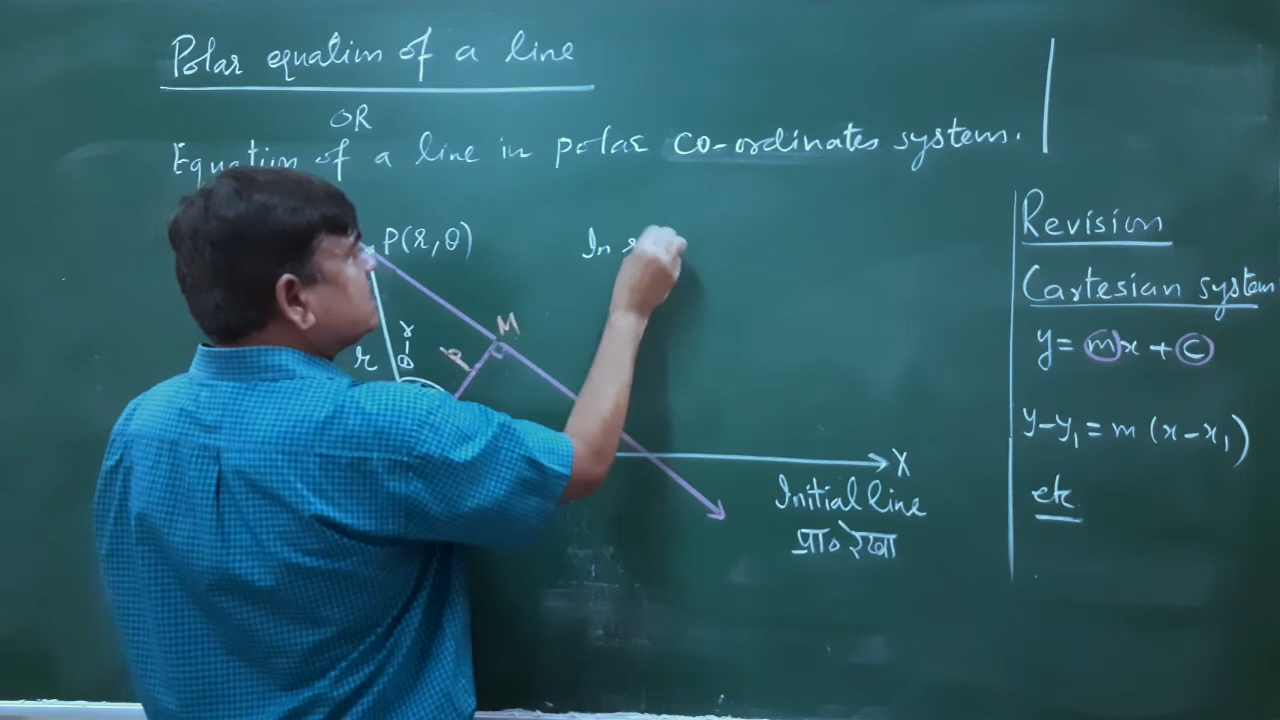 Polar equation of a line
OR
Equation of a line in polar co-ordinates system.
P(r, θ)
r
θ-γ
p
M
X
Initial line
प्रा० रेखा
In
Revision
Cartesian system
y = mx + c
y-y₁ = m (x-x₁)
etc